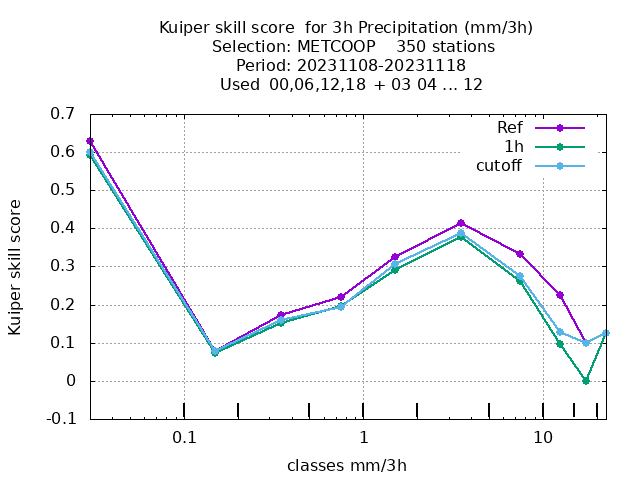 Kuiper skill score  for 3h Precipitation (mm/3h)
Selection: METCOOP    350 stations
Period: 20231108-20231118
Used  00,06,12,18  + 03 04 ... 12
Ref
1h
cutoff
0.7
0.6
0.5
0.4
0.3
0.2
0.1
0
-0.1
Kuiper skill score
0.1
1
10
classes mm/3h